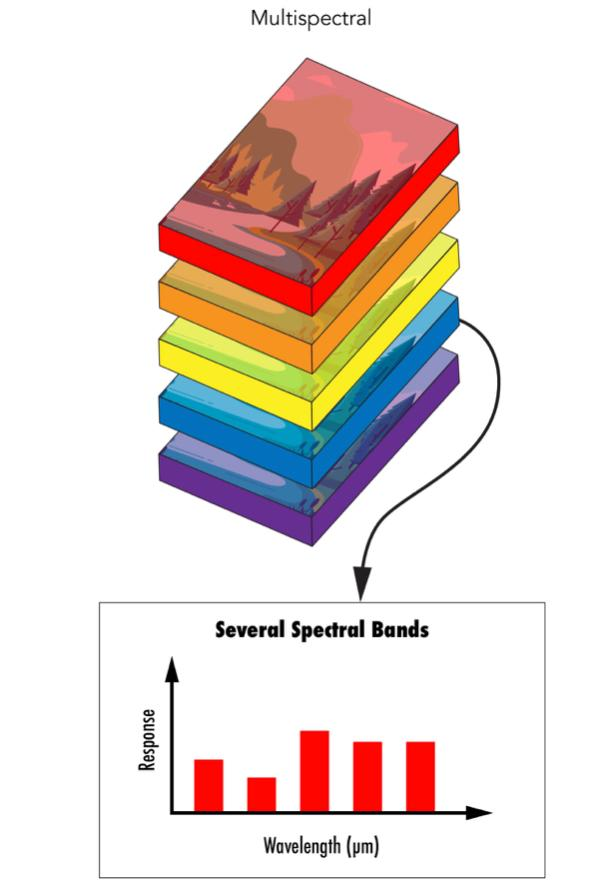 Multispectral
Several Spectral Bands
Response
Wavelength (µm)